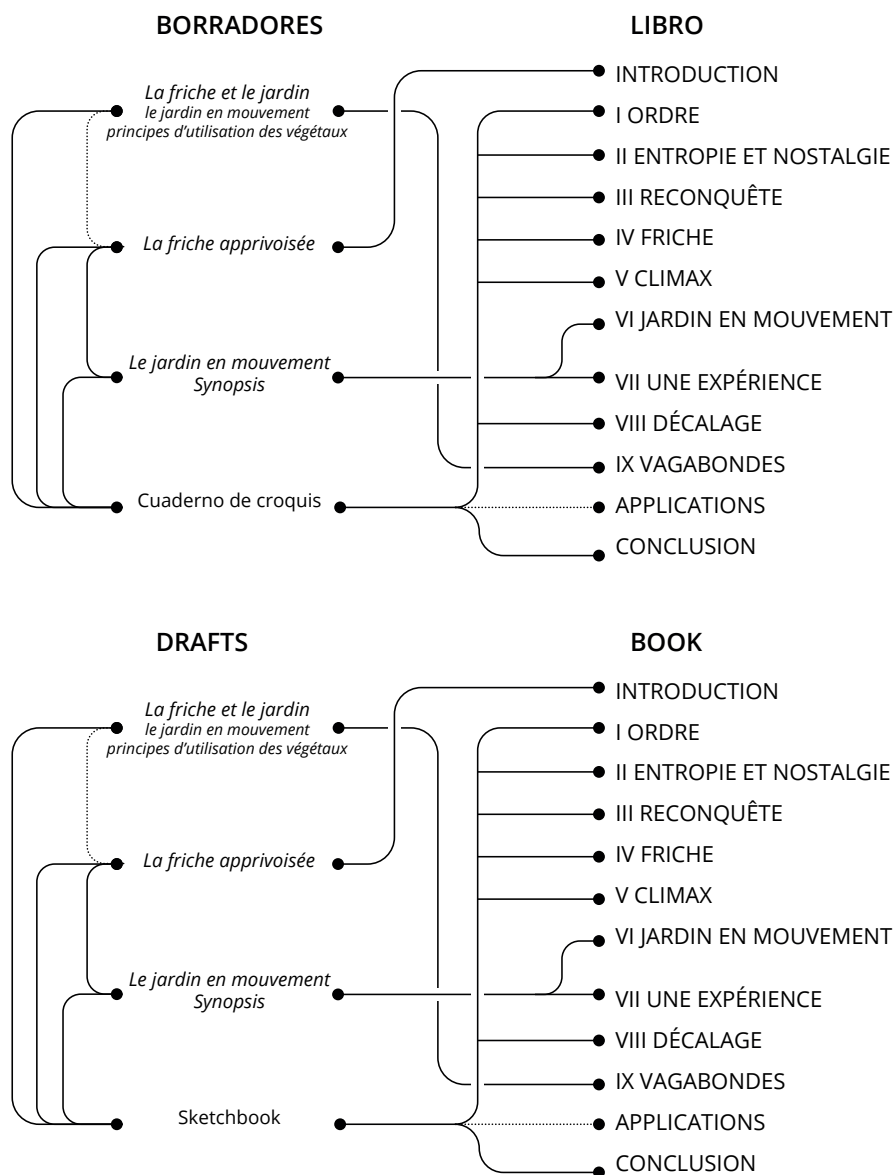 BORRADORES
LIBRO
La friche et le jardin
le jardin en mouvement
principes d'utilisation des végétaux
La friche apprivoisée
Le jardin en mouvement
Synopsis
Cuaderno de croquis
INTRODUCTION
I ORDRE
II ENTROPIE ET NOSTALGIE
III RECONQUÊTE
IV FRICHE
V CLIMAX
VI JARDIN EN MOUVEMENT
VII UNE EXPÉRIENCE
VIII DÉCALAGE
IX VAGABONDES
APPLICATIONS
CONCLUSION
DRAFTS
BOOK
La friche et le jardin
le jardin en mouvement
principes d'utilisation des végétaux
La friche apprivoisée
Le jardin en mouvement
Synopsis
Sketchbook
INTRODUCTION
I ORDRE
II ENTROPIE ET NOSTALGIE
III RECONQUÊTE
IV FRICHE
V CLIMAX
VI JARDIN EN MOUVEMENT
VII UNE EXPÉRIENCE
VIII DÉCALAGE
IX VAGABONDES
APPLICATIONS
CONCLUSION